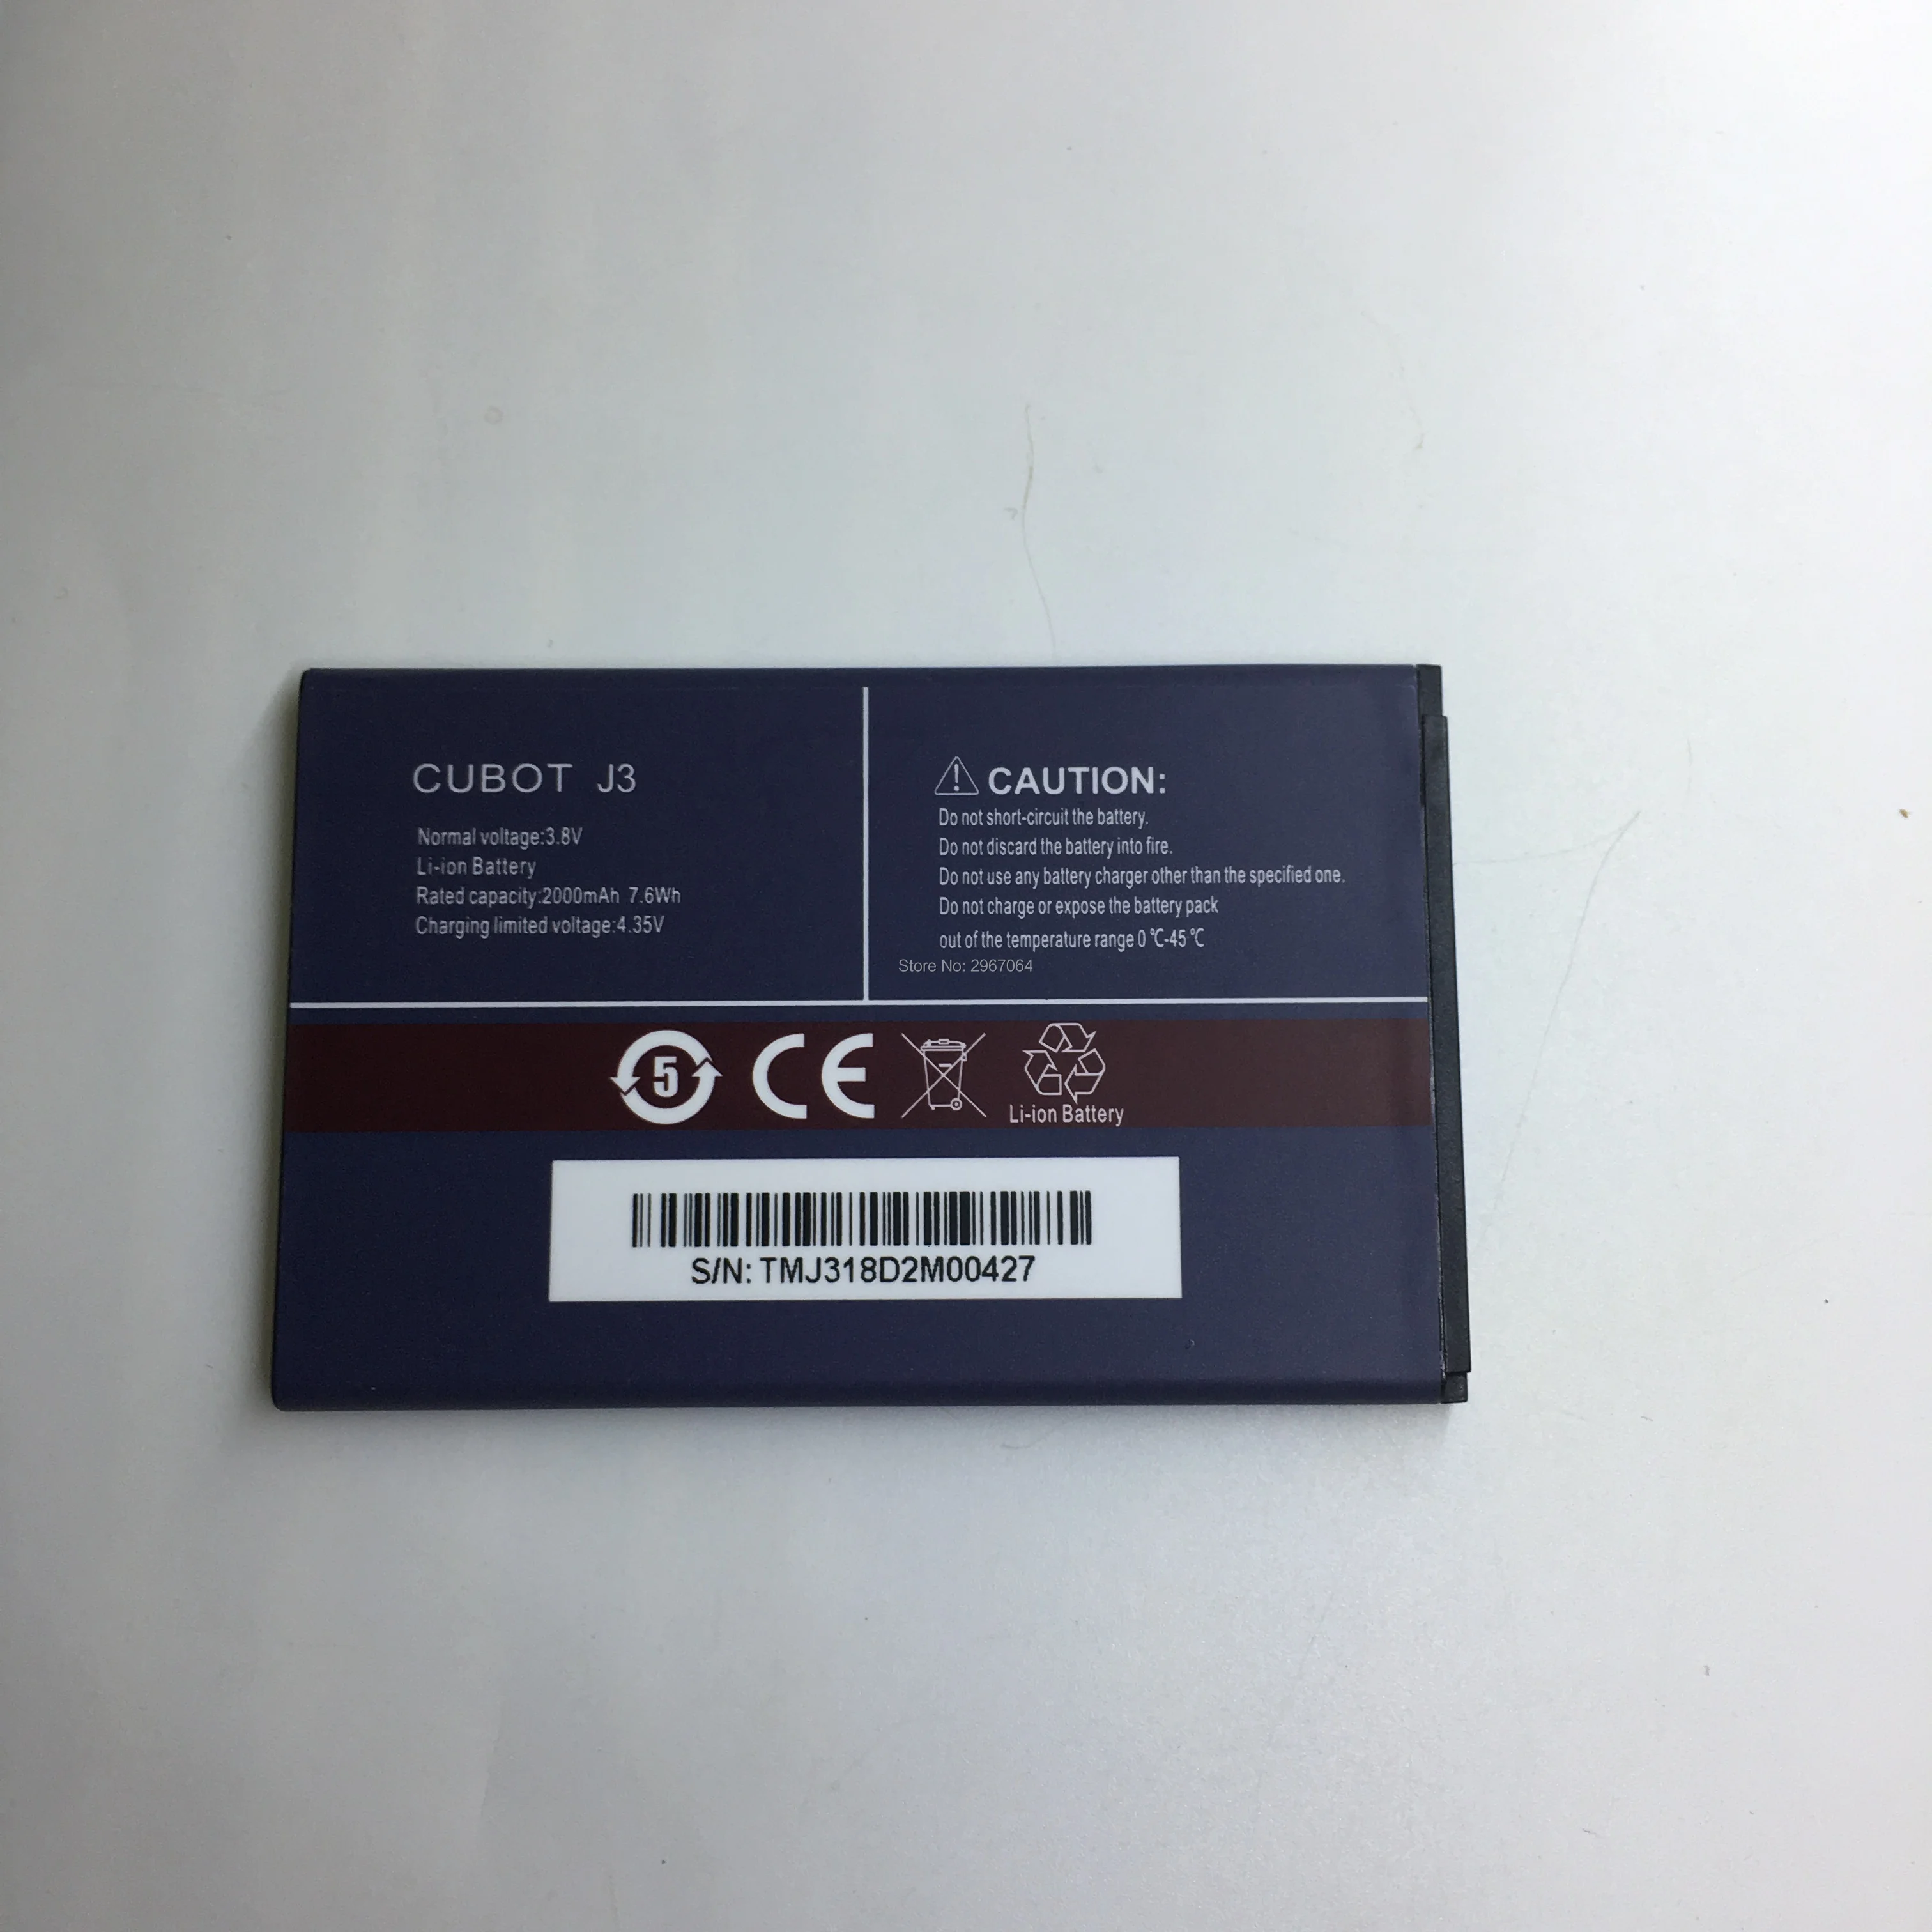 CUBOT J3
Normal voltage:3.8V
Li-ion Battery
Rated capacity:2000mAh 7.6Wh
Charging limited voltage:4.35V
CAUTION:
Do not short-circuit the battery.
Do not discard the battery into fire.
Do not use any battery charger other than the specified one.
Do not charge or expose the battery pack
out of the temperature range 0 ℃-45 ℃
Store No: 2967064
5
CE
Li-ion Battery
S/N: TMJ318D2M00427